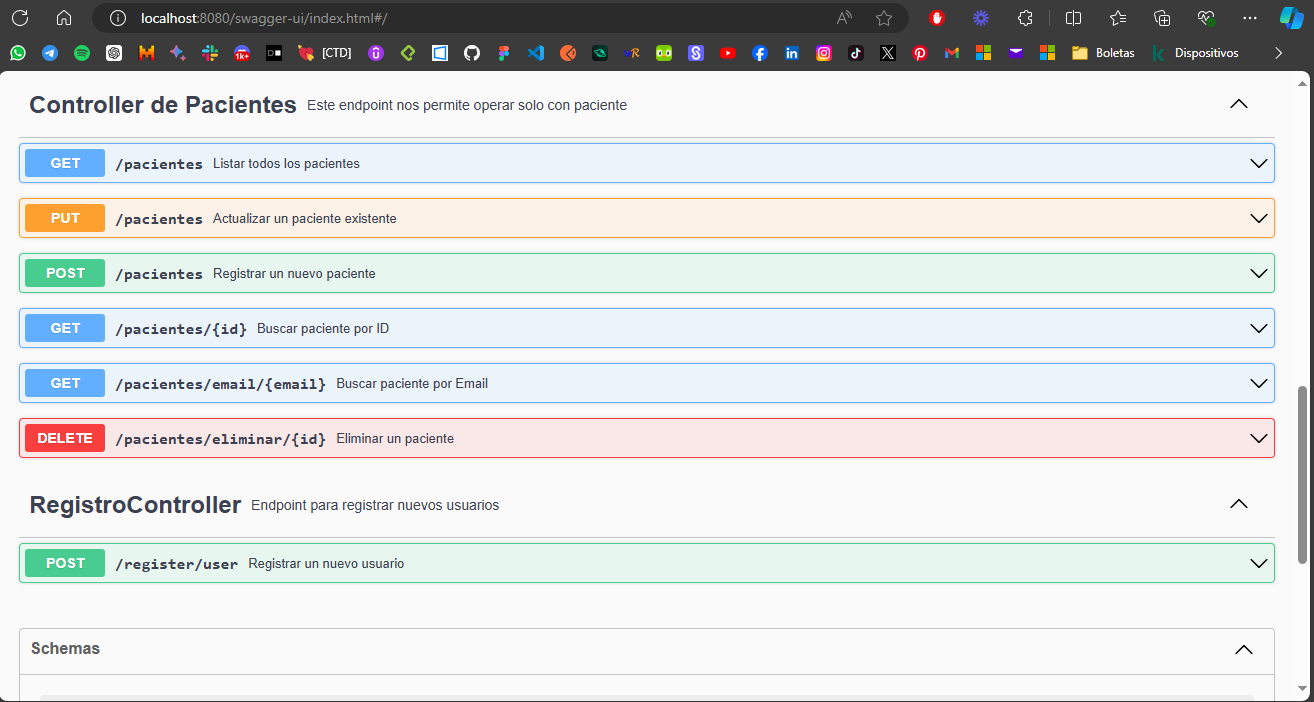 localhost:8080/swagger-ui/index.html#/
1k+
[CTD]
Boletas
Dispositivos
Controller de Pacientes Este endpoint nos permite operar solo con paciente
GET /pacientes Listar todos los pacientes
PUT /pacientes Actualizar un paciente existente
POST /pacientes Registrar un nuevo paciente
GET /pacientes/{id} Buscar paciente por ID
GET /pacientes/email/{email} Buscar paciente por Email
DELETE /pacientes/eliminar/{id} Eliminar un paciente
RegistroController Endpoint para registrar nuevos usuarios
POST /register/user Registrar un nuevo usuario
Schemas